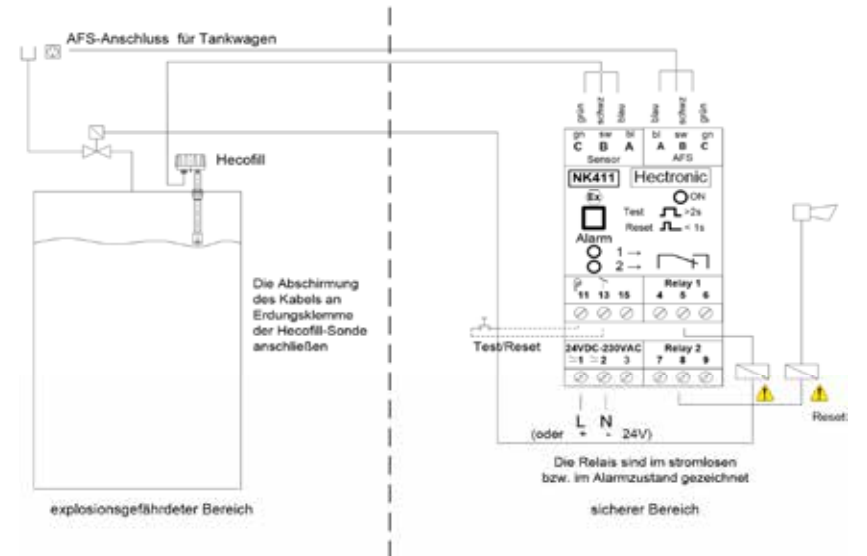 AFS-Anschluss für Tankwagen
Hecofill
Die Abschirmung
des Kabels an
Erdungsklemme
der Hecofill-Sonde
anschließen
explosionsgefährdeter Bereich
grün schwz blau blau schwz grün
gn sw bl bl sw gn
C B A A B C
Sensor AFS
NK411 Hectronic
Ex ON
Test >2s
Reset < 1s
Alarm
1 →
2 →
Relay 1
11 13 15 4 5 6
Test/Reset
24VDC-230VAC Relay 2
1 2 3 7 8 9
L N
(oder + - 24V)
Reset:
Die Relais sind im stromlosen
bzw. im Alarmzustand gezeichnet
sicherer Bereich